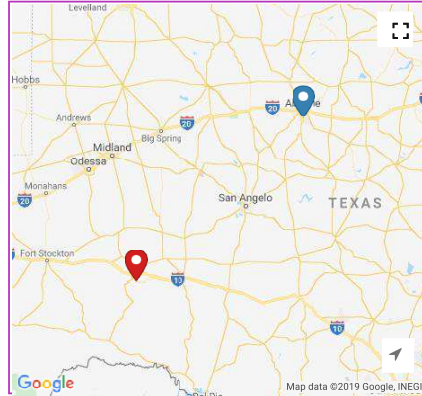 Levelland
Hobbs
20
Andrews
20
Big Spring
Midland
Odessa
Monahans
20
San Angelo
TEXAS
Fort Stockton
10
10
Google
Map data ©2019 Google, INEGI